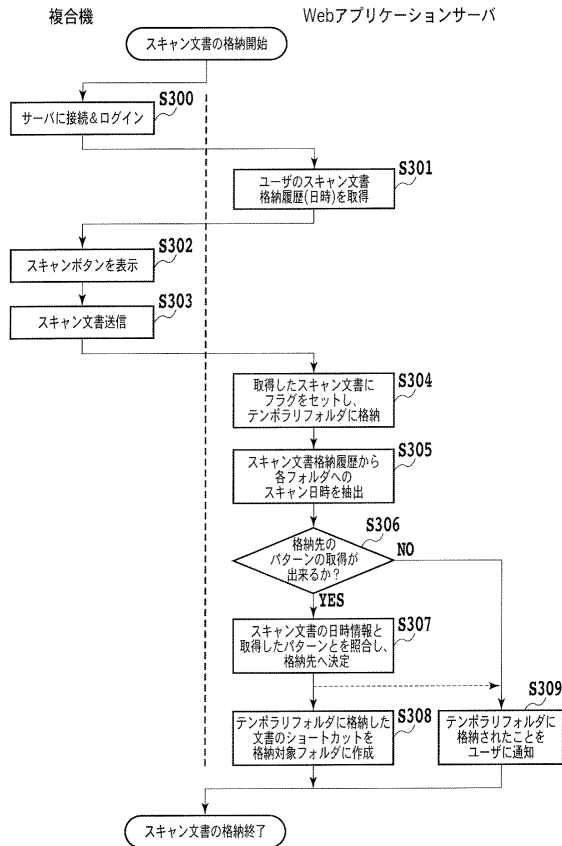 複合機
Webアプリケーションサーバ
スキャン文書の格納開始
S300
サーバに接続＆ログイン
S301
ユーザのスキャン文書
格納履歴(日時)を取得
S302
スキャンボタンを表示
S303
スキャン文書送信
S304
取得したスキャン文書に
フラグをセットし、
テンポラリフォルダに格納
S305
スキャン文書格納履歴から
各フォルダへの
スキャン日時を抽出
S306
格納先の
パターンの取得が
出来るか？
NO
YES
S307
スキャン文書の日時情報と
取得したパターンとを照合し、
格納先へ決定
S308
テンポラリフォルダに格納した
文書のショートカットを
格納対象フォルダに作成
S309
テンポラリフォルダに
格納されたことを
ユーザに通知
スキャン文書の格納終了